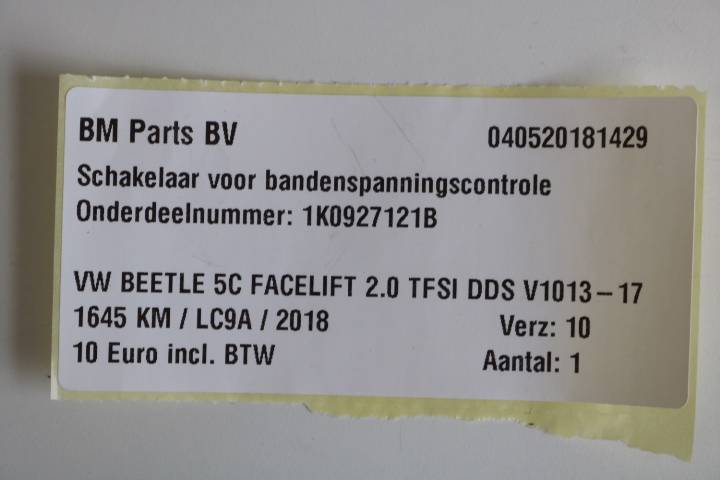 BM Parts BV 040520181429
Schakelaar voor bandenspanningscontrole
Onderdeelnummer: 1K0927121B
VW BEETLE 5C FACELIFT 2.0 TFSI DDS V1013-17
1645 KM / LC9A / 2018 Verz: 10
10 Euro incl. BTW Aantal: 1